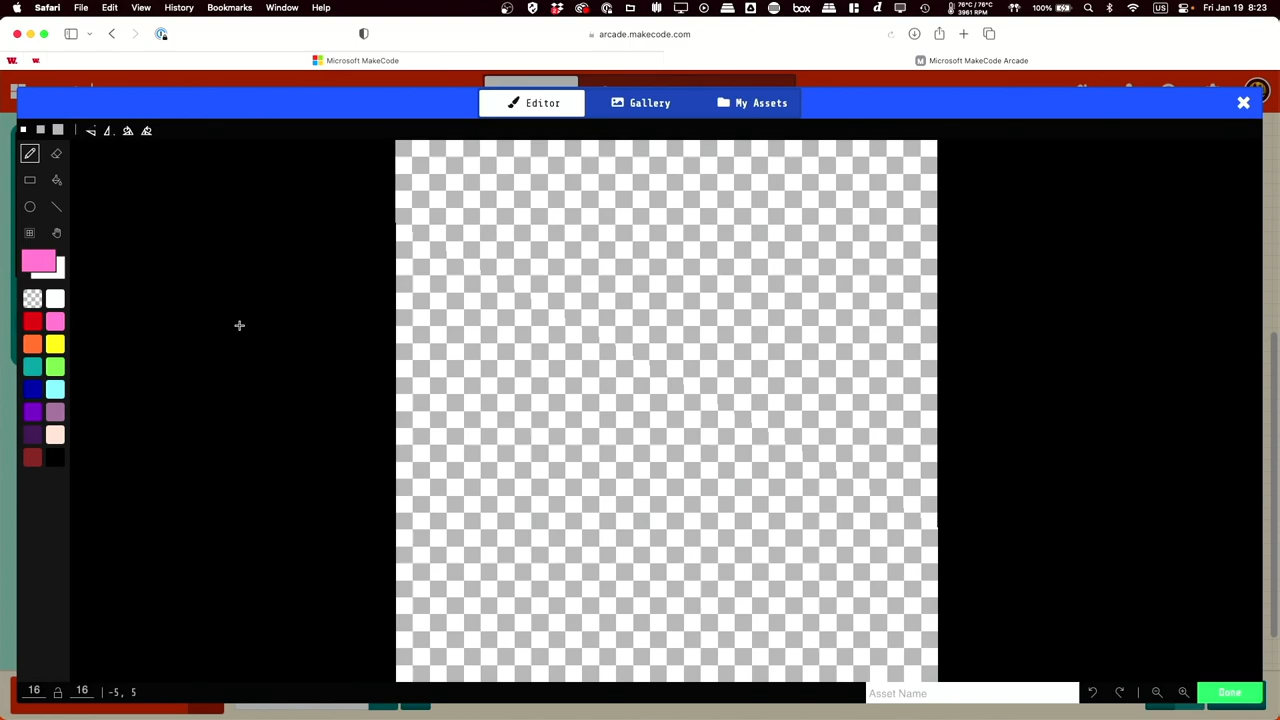 Safari File Edit View History Bookmarks Window Help
76°C / 76°C
3961 RPM
100%
US
Fri Jan 19 8:23
arcade.makecode.com
W. W. Microsoft MakeCode
M Microsoft MakeCode Arcade
Editor Gallery My Assets
16 16 -5, 5
Asset Name
Done